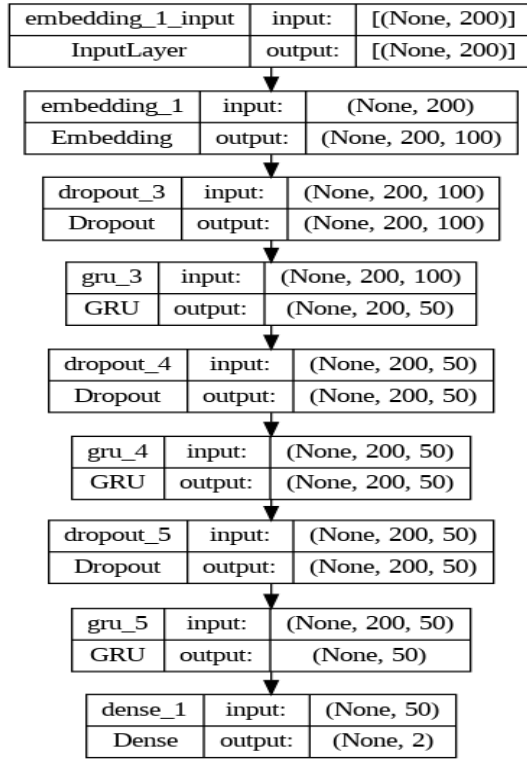 embedding_1_input input: [(None, 200)]
InputLayer output: [(None, 200)]
embedding_1 input: (None, 200)
Embedding output: (None, 200, 100)
dropout_3 input: (None, 200, 100)
Dropout output: (None, 200, 100)
gru_3 input: (None, 200, 100)
GRU output: (None, 200, 50)
dropout_4 input: (None, 200, 50)
Dropout output: (None, 200, 50)
gru_4 input: (None, 200, 50)
GRU output: (None, 200, 50)
dropout_5 input: (None, 200, 50)
Dropout output: (None, 200, 50)
gru_5 input: (None, 200, 50)
GRU output: (None, 50)
dense_1 input: (None, 50)
Dense output: (None, 2)